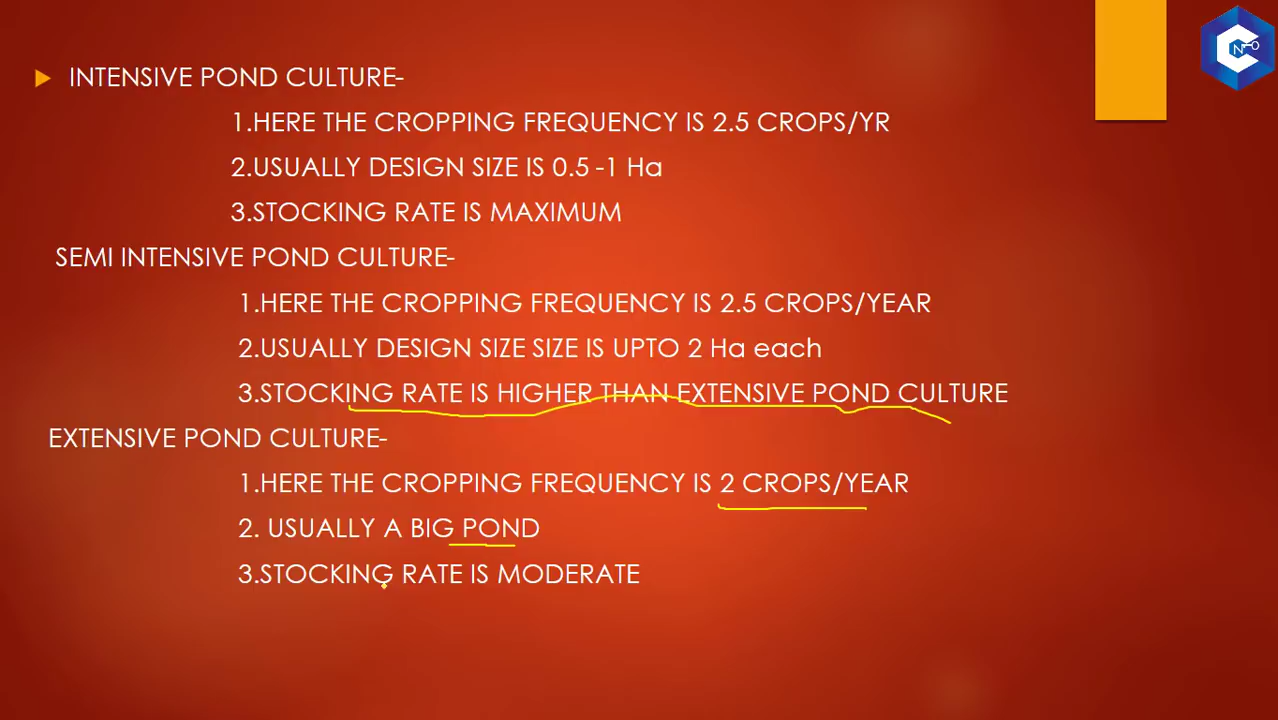 INTENSIVE POND CULTURE-
1.HERE THE CROPPING FREQUENCY IS 2.5 CROPS/YR
2.USUALLY DESIGN SIZE IS 0.5 -1 Ha
3.STOCKING RATE IS MAXIMUM
SEMI INTENSIVE POND CULTURE-
1.HERE THE CROPPING FREQUENCY IS 2.5 CROPS/YEAR
2.USUALLY DESIGN SIZE SIZE IS UPTO 2 Ha each
3.STOCKING RATE IS HIGHER THAN EXTENSIVE POND CULTURE
EXTENSIVE POND CULTURE-
1.HERE THE CROPPING FREQUENCY IS 2 CROPS/YEAR
2. USUALLY A BIG POND
3.STOCKING RATE IS MODERATE
C
N